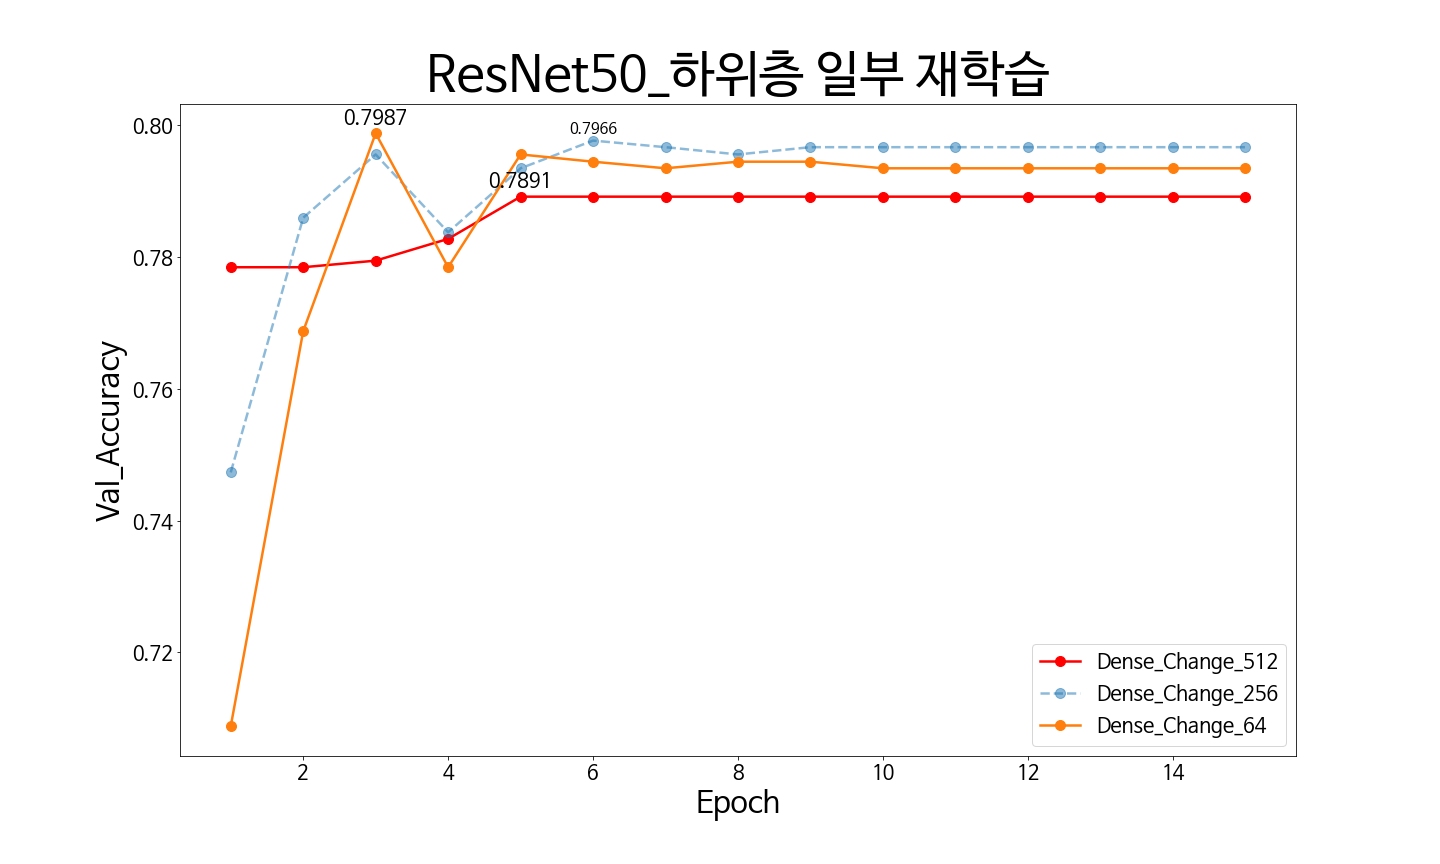 ResNet50_하위층 일부 재학습
0.7987
0.7966
0.7891
0.80
0.78
0.76
0.74
0.72
Val_Accuracy
Dense_Change_512
Dense_Change_256
Dense_Change_64
2 4 6 8 10 12 14
Epoch